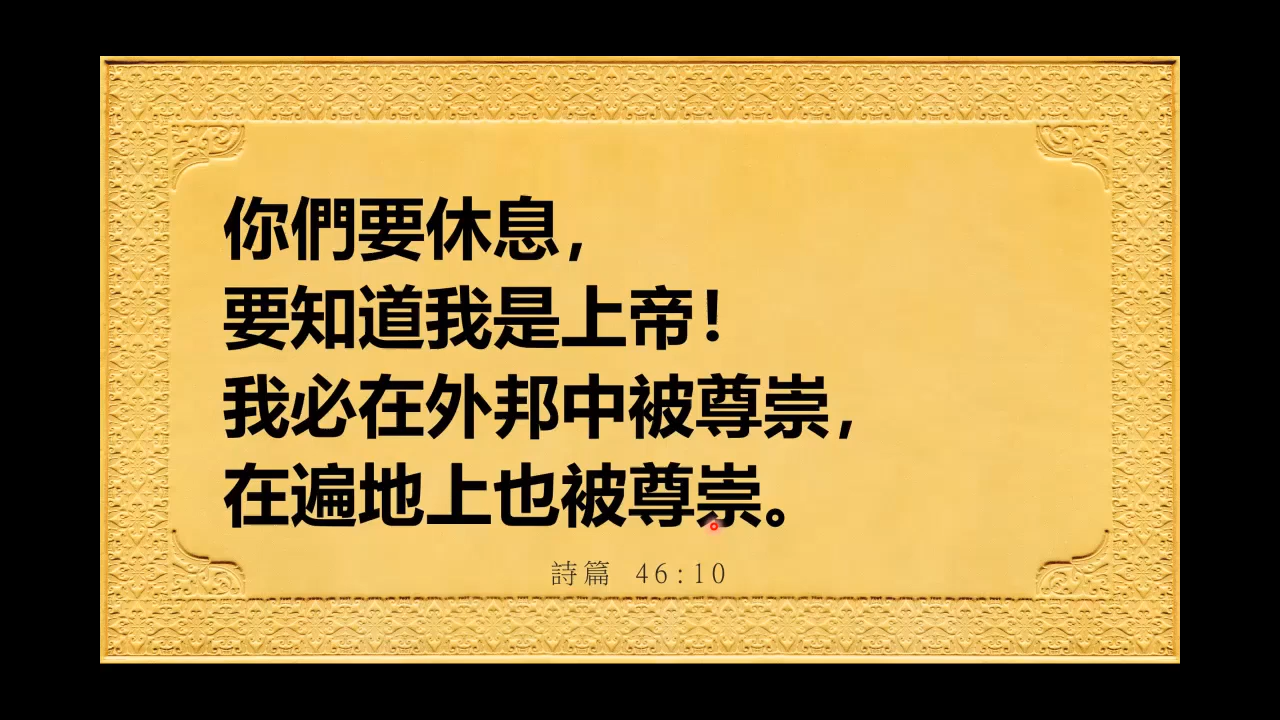 你們要休息，
要知道我是上帝！
我必在外邦中被尊崇，
在遍地上也被尊崇。
詩篇 46:10